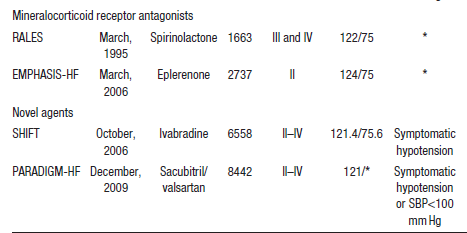 Mineralocorticoid receptor antagonists
RALES March, Spirinolactone 1663 III and IV 122/75 *
1995
EMPHASIS-HF March, Eplerenone 2737 II 124/75 *
2006
Novel agents
SHIFT October, Ivabradine 6558 II–IV 121.4/75.6 Symptomatic
2006 hypotension
PARADIGM-HF December, Sacubitril/ 8442 II–IV 121/* Symptomatic
2009 valsartan hypotension
or SBP<100
mm Hg